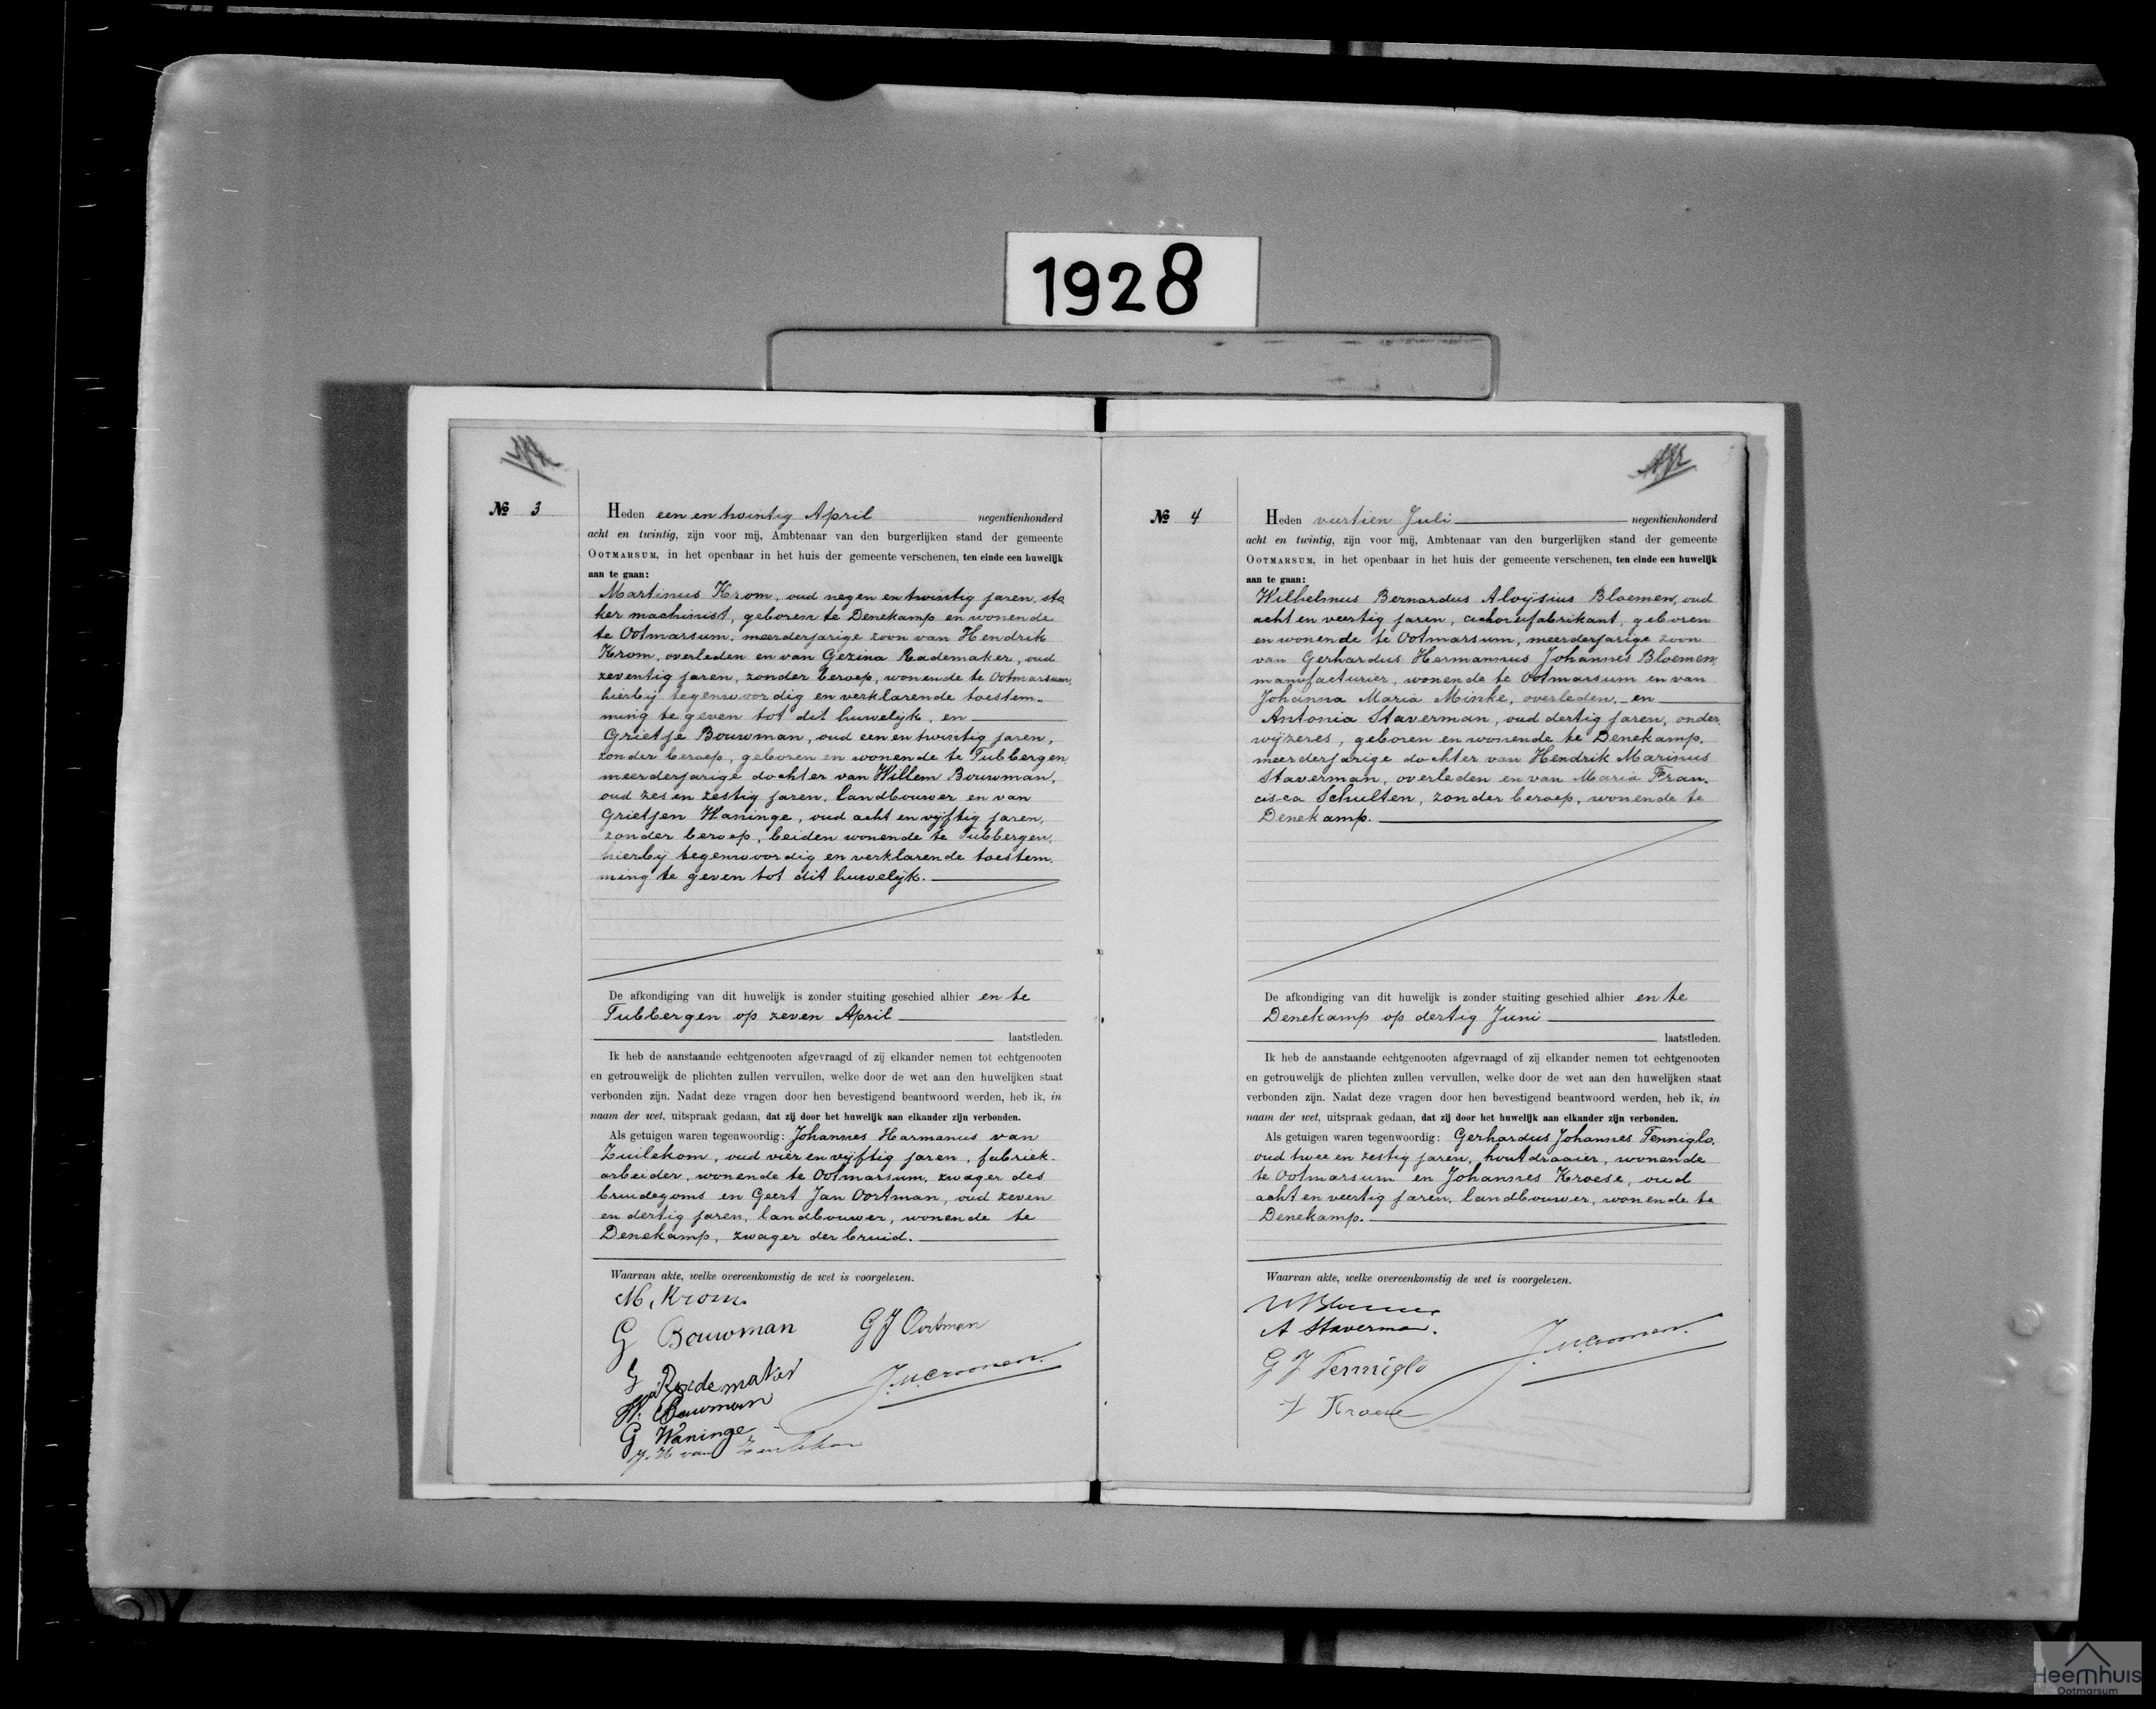 1928
№ 3
Heden een en twintig April negentienhonderd
acht en twintig, zijn voor mij, Ambtenaar van den burgerlijken stand der gemeente
OOTMARSUM, in het openbaar in het huis der gemeente verschenen, ten einde een huwelijk
aan te gaan:
Martinus Krom, oud negen en twintig jaren, sto
ker machinist, geboren te Denekamp en wonende
te Ootmarsum, meerderjarige zoon van Hendrik
Krom, overleden en van Gezina Rademaker, oud
zeventig jaren, zonder beroep, wonende te Ootmarsum,
hierbij tegenwoordig en verklarende toestem-
ming te geven tot dit huwelijk, en
Grietje Bouwman, oud een en twintig jaren,
zonder beroep, geboren en wonende te Tubbergen,
meerderjarige dochter van Willem Bouwman,
oud zes en zestig jaren, landbouwer en van
Grietjen Waninge, oud acht en vijftig jaren,
zonder beroep, beiden wonende te Tubbergen,
hierbij tegenwoordig en verklarende toestem.
ming te geven tot dit huwelijk.
De afkondiging van dit huwelijk is zonder stuiting geschied alhier en te
Tubbergen op zeven April
laatstleden.
Ik heb de aanstaande echtgenooten afgevraagd of zij elkander nemen tot echtgenooten
en getrouwelijk de plichten zullen vervullen, welke door de wet aan den huwelijken staat
verbonden zijn. Nadat deze vragen door hen bevestigend beantwoord werden, heb ik, in
naam der wet, uitspraak gedaan, dat zij door het huwelijk aan elkander zijn verbonden.
Als getuigen waren tegenwoordig: Johannes Harmanus van
Zuilekom, oud vier en vijftig jaren, fabriek-
arbeider, wonende te Ootmarsum, zwager des
bruidegoms en Geert Jan Oortman, oud zeven
en dertig jaren, landbouwer, wonende te
Denekamp, zwager der bruid.
Waarvan akte, welke overeenkomstig de wet is voorgelezen.
M. Krom.
G Bouwman GJ Oortman
G Rademaker
W. Bouwman
G Waninge
J. H van Zuilekom
№ 4
Heden veertien Juli negentienhonderd
acht en twintig, zijn voor mij, Ambtenaar van den burgerlijken stand der gemeente
OOTMARSUM, in het openbaar in het huis der gemeente verschenen, ten einde een huwelijk
aan te gaan:
Wilhelmus Bernardus Aloÿsius Bloemen, oud
acht en veertig jaren, cichoreifabrikant, geboren
en wonende te Ootmarsum, meerderjarige zoon
van Gerhardus Hermannus Johannes Bloemen,
manufacturier, wonende te Ootmarsum en van
Johanna Maria Minke, overleden, en
Antonia Staverman, oud dertig jaren, onder
wijzeres, geboren en wonende te Denekamp,
meerderjarige dochter van Hendrik Marinus
Staverman, overleden en van Maria Fran.
cisca Schulten, zonder beroep, wonende te
Denekamp.
De afkondiging van dit huwelijk is zonder stuiting geschied alhier en te
Denekamp op dertig Juni
laatstleden.
Ik heb de aanstaande echtgenooten afgevraagd of zij elkander nemen tot echtgenooten
en getrouwelijk de plichten zullen vervullen, welke door de wet aan den huwelijken staat
verbonden zijn. Nadat deze vragen door hen bevestigend beantwoord werden, heb ik, in
naam der wet, uitspraak gedaan, dat zij door het huwelijk aan elkander zijn verbonden.
Als getuigen waren tegenwoordig: Gerhardus Johannes Tenniglo,
oud twee en zestig jaren, houtdraaier, wonende
te Ootmarsum en Johannes Kroese, oud
acht en veertig jaren, landbouwer, wonende te
Denekamp.
Waarvan akte, welke overeenkomstig de wet is voorgelezen.
W Bloemen
A Staverman.
G J Tenniglo
J Kroese
Heemhuis
Ootmarsum